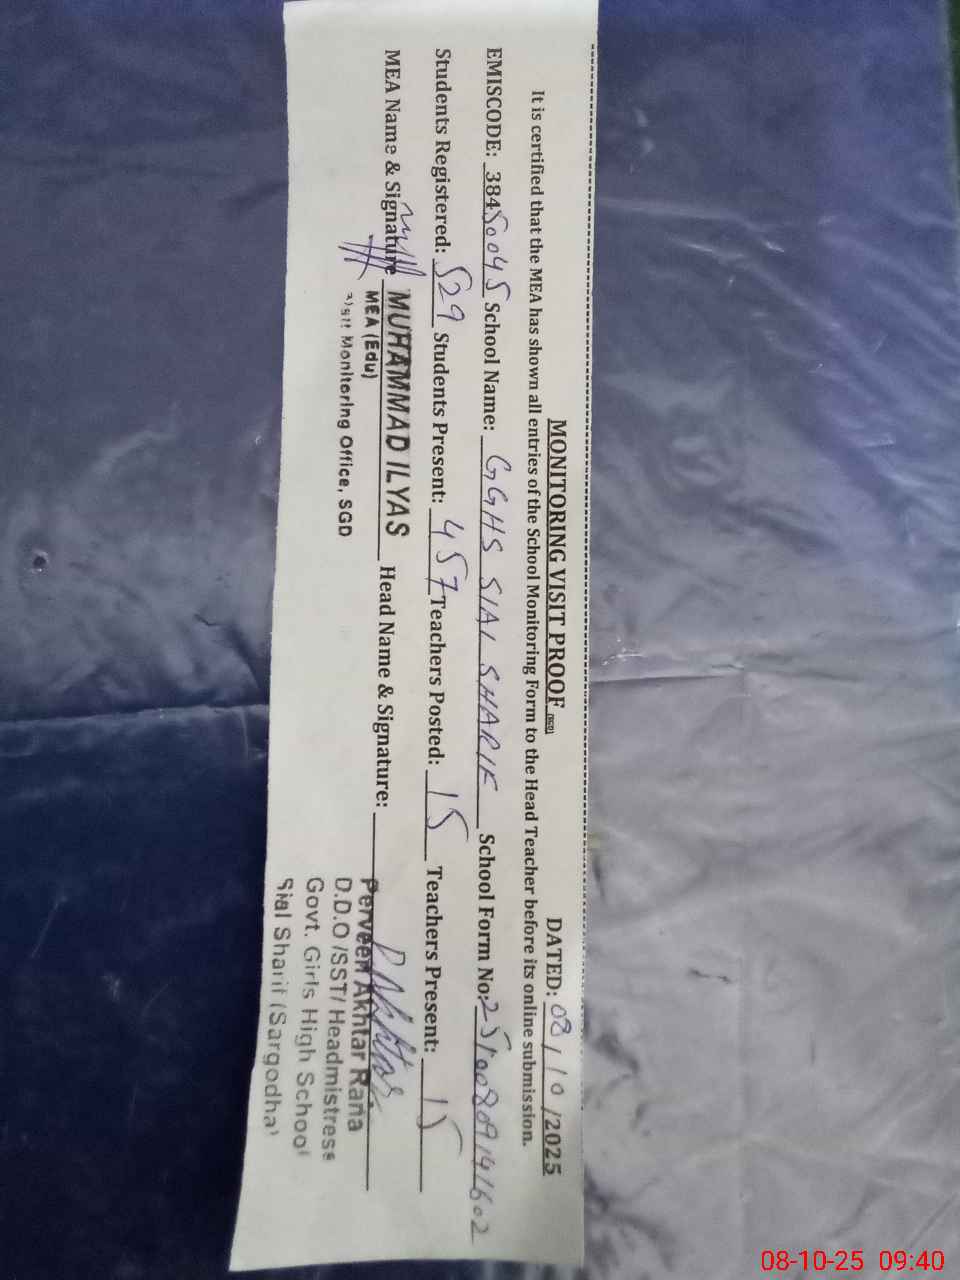 MONITORING VISIT PROOF DATED: 08/10/2025
It is certified that the MEA has shown all entries of the School Monitoring Form to the Head Teacher before its online submission.
EMISCODE: 38450045 School Name: GGHS SIAL SHARIF School Form No: 25100809141602
Students Registered: 529 Students Present: 457 Teachers Posted: 15 Teachers Present: 15
MEA Name & Signature MUHAMMAD ILYAS Head Name & Signature:
MEA (Edu)
Monitoring Office, SGD
Perveen Akhtar Rana
D.D.O /SST/ Headmistress
Govt. Girls High School
Sial Sharif (Sargodha)
08-10-25 09:40